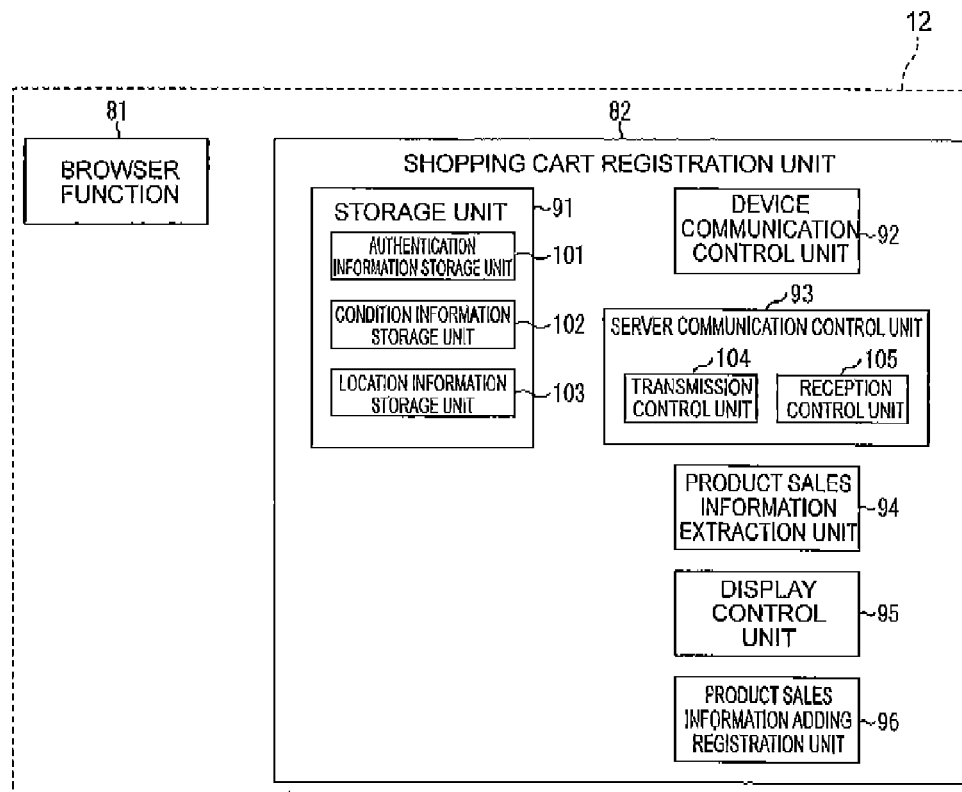 12
81
BROWSER
FUNCTION
82
SHOPPING CART REGISTRATION UNIT
STORAGE UNIT
91
AUTHENTICATION
INFORMATION STORAGE UNIT
101
CONDITION INFORMATION
STORAGE UNIT
102
LOCATION INFORMATION
STORAGE UNIT
103
DEVICE
COMMUNICATION
CONTROL UNIT
92
93
SERVER COMMUNICATION CONTROL UNIT
104
TRANSMISSION
CONTROL UNIT
105
RECEPTION
CONTROL UNIT
PRODUCT SALES
INFORMATION
EXTRACTION UNIT
94
DISPLAY
CONTROL
UNIT
95
PRODUCT SALES
INFORMATION ADDING
REGISTRATION UNIT
96